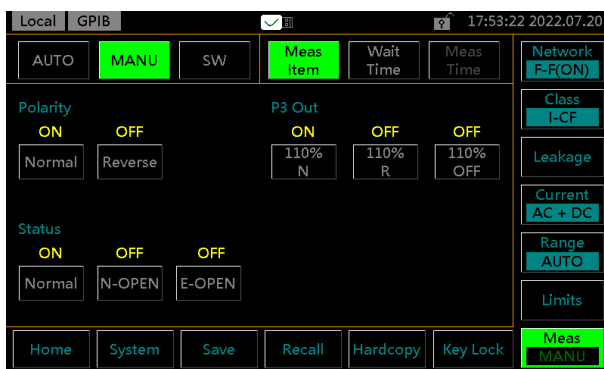 Local GPIB 17:53:22 2022.07.20
AUTO MANU SW Meas Item Wait Time Meas Time
Network
F-F(ON)
Polarity P3 Out
Class
I-CF
ON OFF ON OFF OFF
Normal Reverse 110% N 110% R 110% OFF
Leakage
Current
AC + DC
Status
ON OFF OFF
Range
AUTO
Normal N-OPEN E-OPEN
Limits
Home System Save Recall Hardcopy Key Lock
Meas
MANU